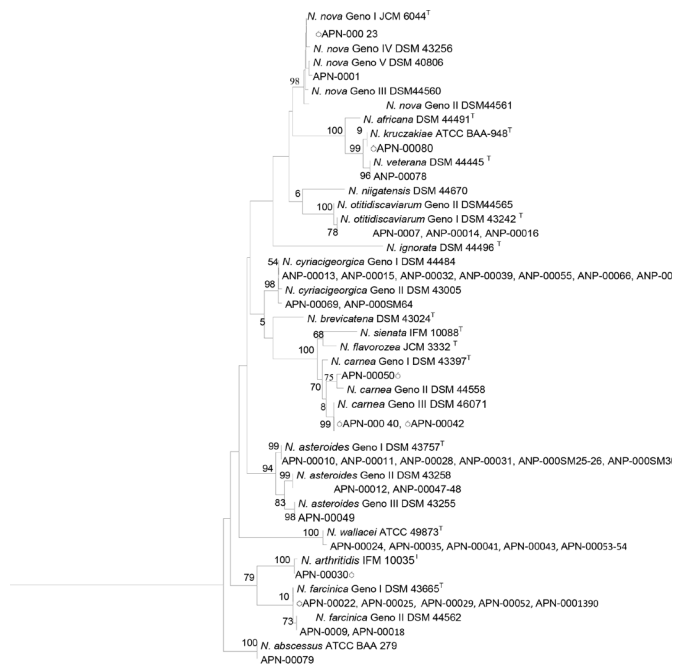 N. nova Geno I JCM 6044T
APN-000 23
N. nova Geno IV DSM 43256
N. nova Geno V DSM 40806
APN-0001
98
N. nova Geno III DSM44560
N. nova Geno II DSM44561
N. africana DSM 44491T
100
9
N. kruczakiae ATCC BAA-948T
99
APN-00080
N. veterana DSM 44445 T
96
ANP-00078
N. niigatensis DSM 44670
6
100
N. otitidiscaviarum Geno II DSM44565
N. otitidiscaviarum Geno I DSM 43242 T
78
APN-0007, ANP-00014, ANP-00016
N. ignorata DSM 44496 T
54
N. cyriacigeorgica Geno I DSM 44484
ANP-00013, ANP-00015, ANP-00032, ANP-00039, ANP-00055, ANP-00066, ANP-00
98
N. cyriacigeorgica Geno II DSM 43005
APN-00069, ANP-000SM64
5
N. brevicatena DSM 43024T
68
N. sienata IFM 10088T
100
N. flavorozea JCM 3332 T
N. carnea Geno I DSM 43397T
75
APN-00050
70
N. carnea Geno II DSM 44558
8
N. carnea Geno III DSM 46071
99
APN-000 40, APN-00042
99
N. asteroides Geno I DSM 43757T
APN-00010, ANP-00011, ANP-00028, ANP-00031, ANP-000SM25-26, ANP-000SM30
94
99
N. asteroides Geno II DSM 43258
APN-00012, ANP-00047-48
83
N. asteroides Geno III DSM 43255
98
APN-00049
100
N. wallacei ATCC 49873T
APN-00024, APN-00035, APN-00041, APN-00043, APN-00053-54
100
N. arthritidis IFM 10035T
79
APN-00030
N. farcinica Geno I DSM 43665T
10
APN-00022, APN-00025, APN-00029, APN-00052, APN-0001390
73
N. farcinica Geno II DSM 44562
APN-0009, APN-00018
100
N. abscessus ATCC BAA 279
APN-00079